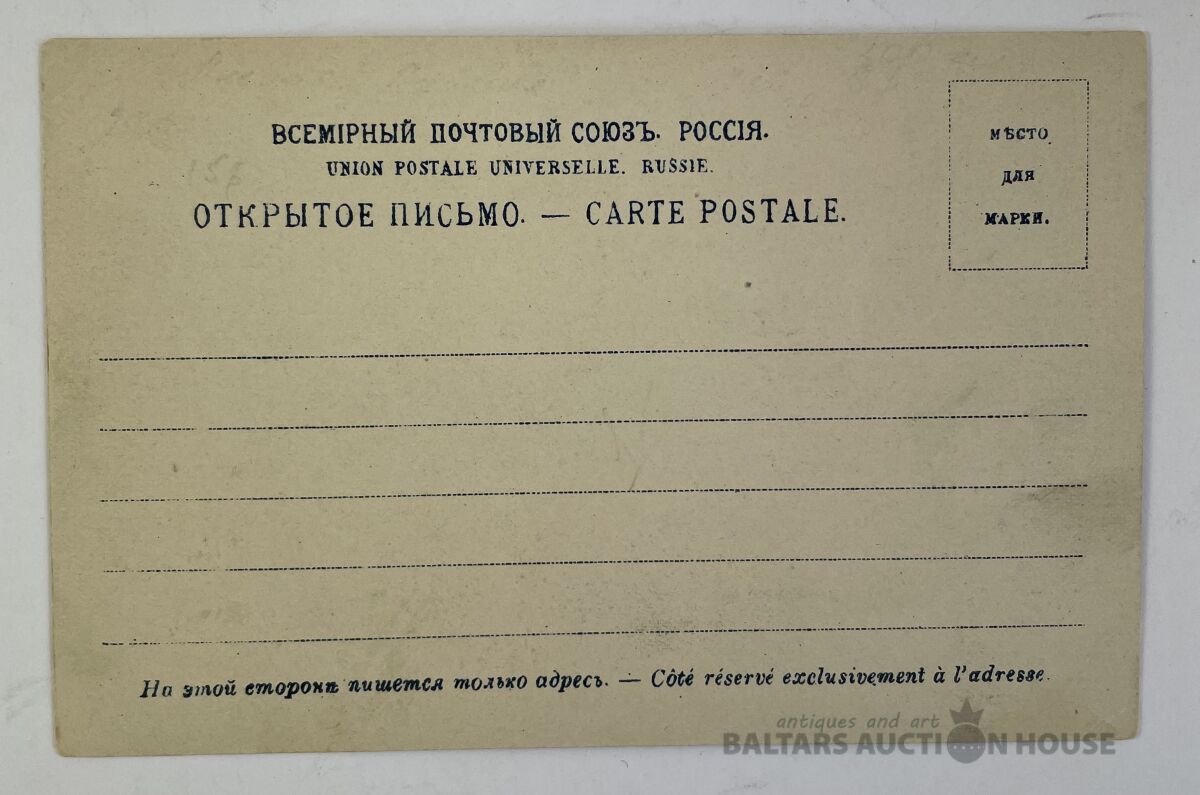 ВСЕМІРНЫЙ ПОЧТОВЫЙ СОЮЗЪ. РОССІЯ.
UNION POSTALE UNIVERSELLE. RUSSIE.
ОТКРЫТОЕ ПИСЬМО. — CARTE POSTALE.
МѢСТО
ДЛЯ
МАРКИ.
На этой сторонѣ пишется только адресъ. — Côté réservé exclusivement à l'adresse.
antiques and art
BALTARS AUCTION HOUSE